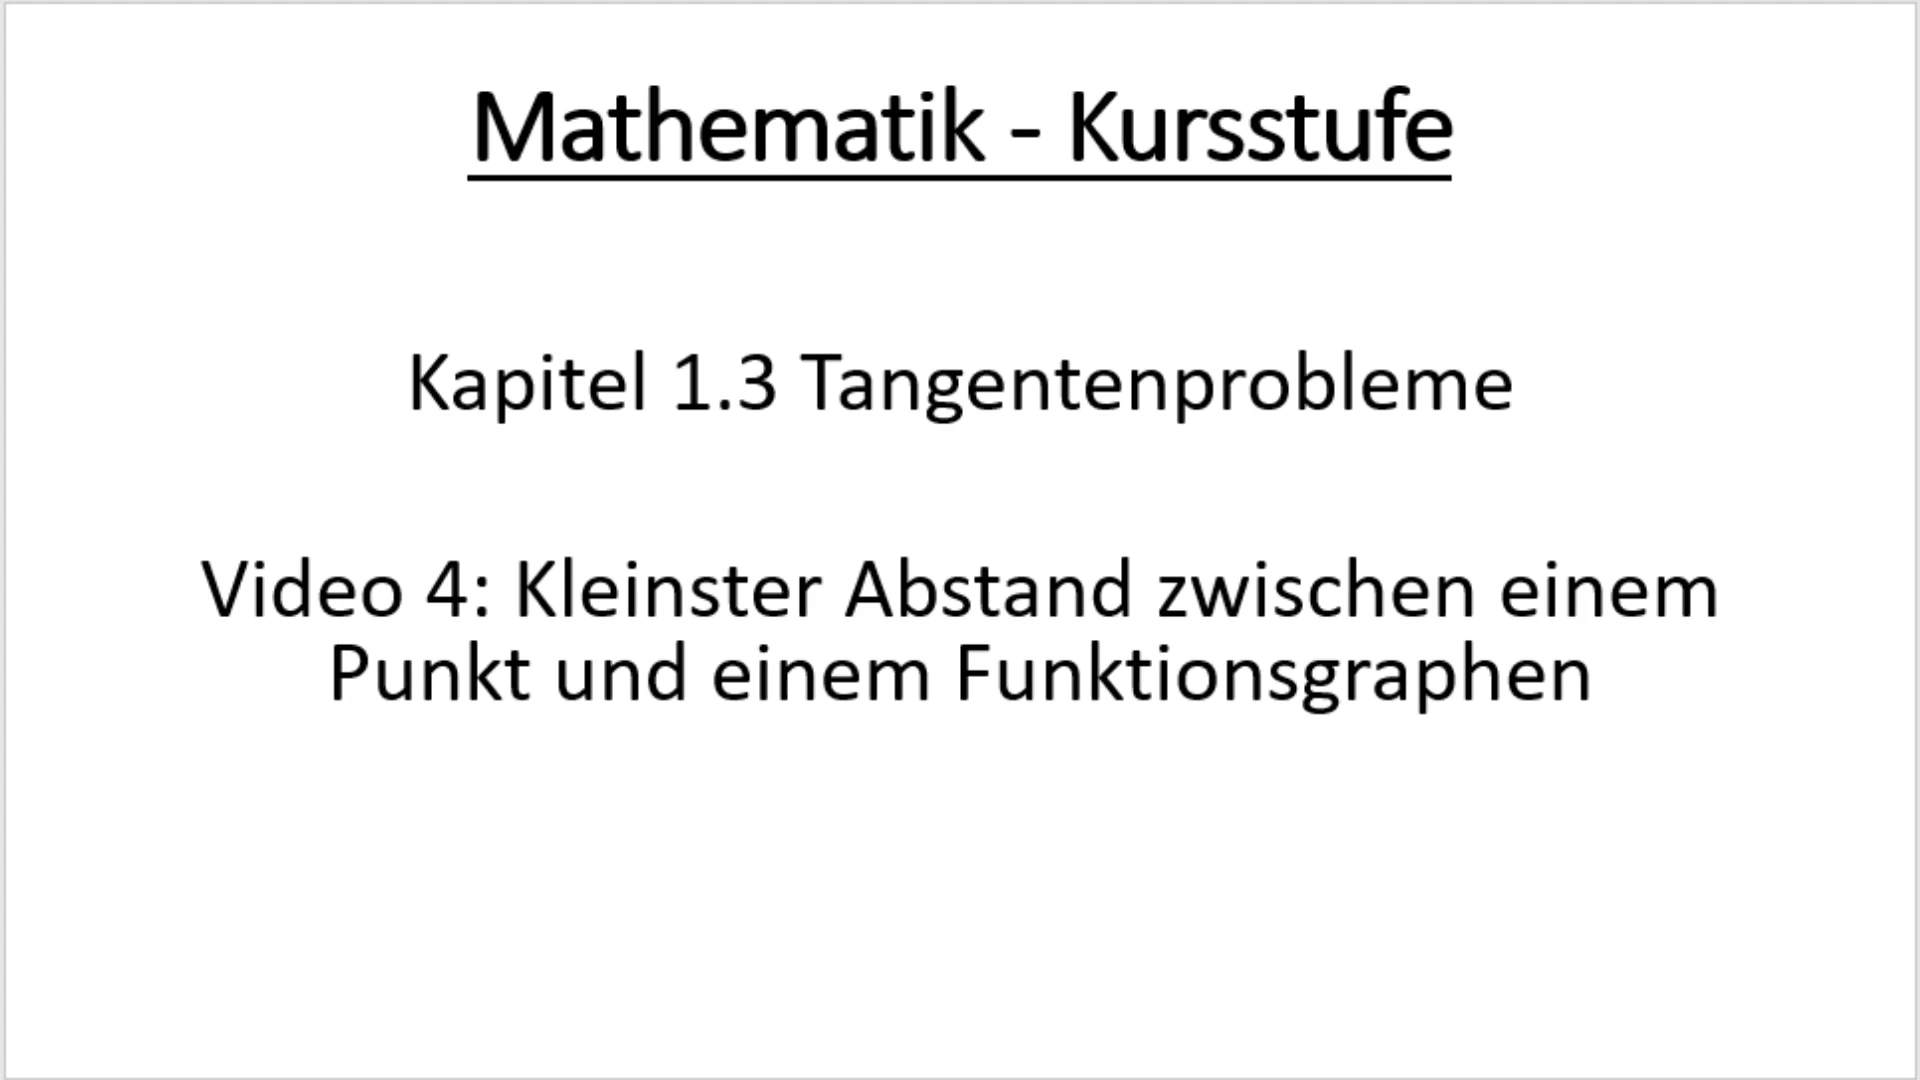 Mathematik - Kursstufe
Kapitel 1.3 Tangentenprobleme
Video 4: Kleinster Abstand zwischen einem
Punkt und einem Funktionsgraphen